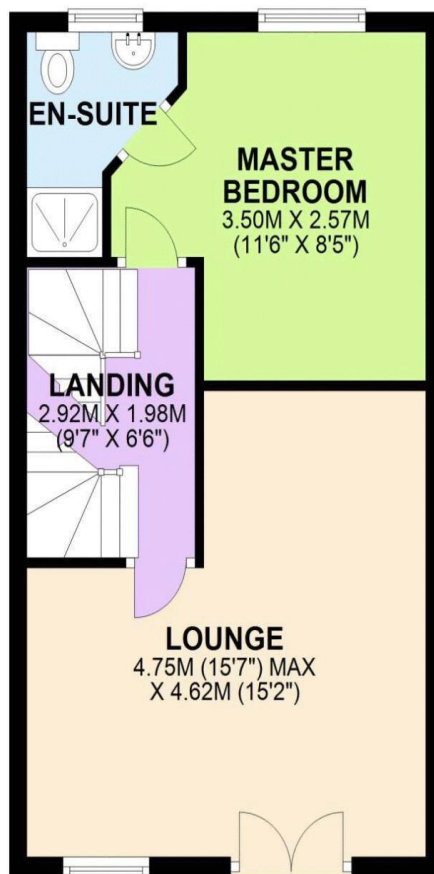 EN-SUITE
MASTER
BEDROOM
3.50M X 2.57M
(11'6" X 8'5")
LANDING
2.92M X 1.98M
(9'7" X 6'6")
LOUNGE
4.75M (15'7") MAX
X 4.62M (15'2")